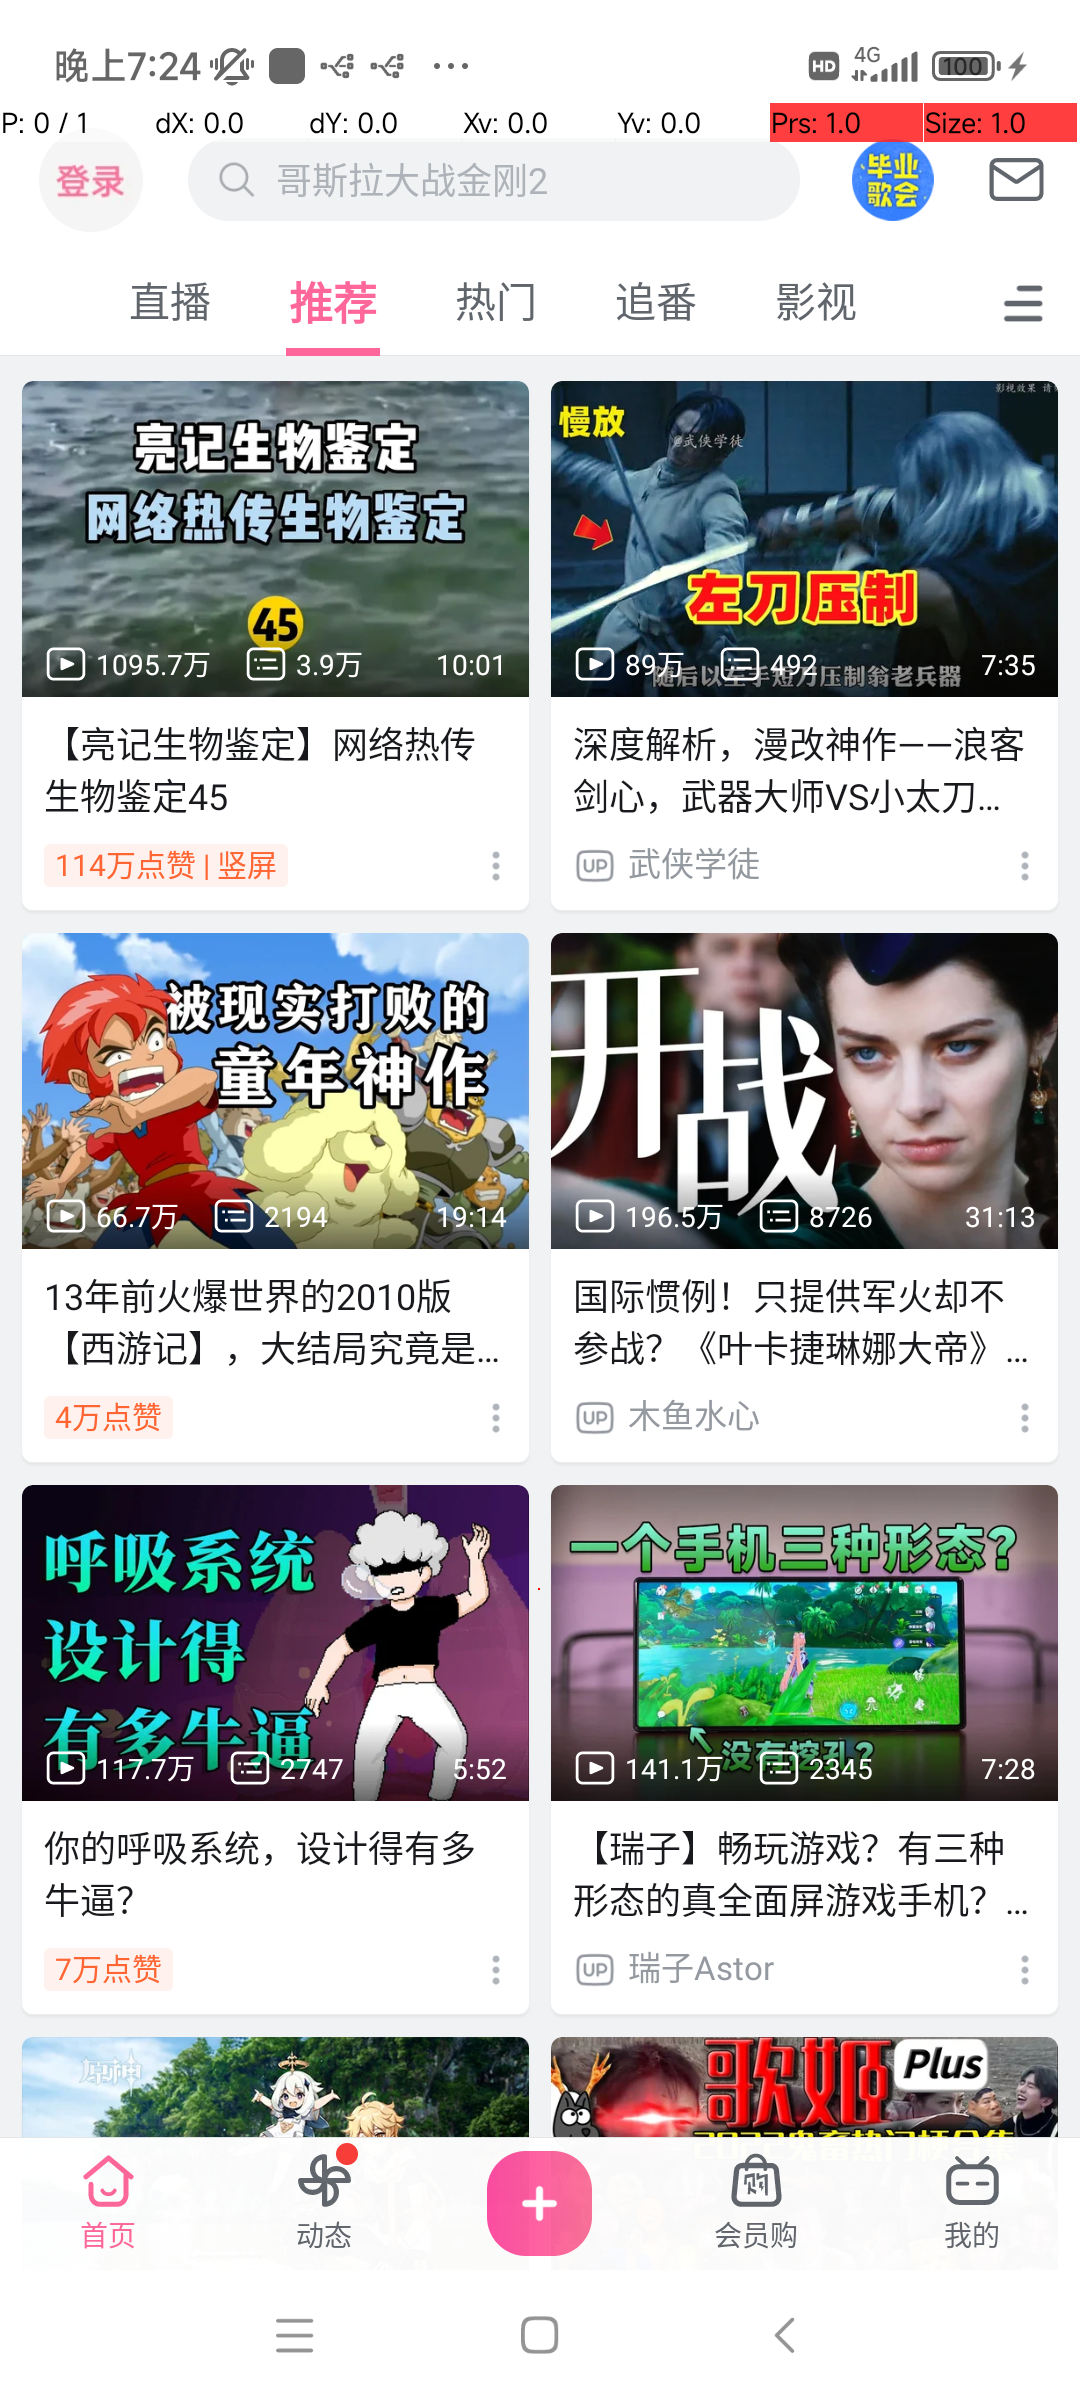 晚上7:24
HD 4G 100
P: 0 / 1 dX: 0.0 dY: 0.0 Xv: 0.0 Yv: 0.0 Prs: 1.0 Size: 1.0
登录
哥斯拉大战金刚2
毕业
歌会
直播 推荐 热门 追番 影视
亮记生物鉴定
网络热传生物鉴定
45
1095.7万 3.9万 10:01
【亮记生物鉴定】网络热传
生物鉴定45
114万点赞 | 竖屏
慢放
@武侠学徒
左刀压制
随后以左手短刀压制翁老兵器
89万 492 7:35
深度解析，漫改神作——浪客
剑心，武器大师VS小太刀...
UP 武侠学徒
被现实打败的
童年神作
66.7万 2194 19:14
13年前火爆世界的2010版
【西游记】，大结局究竟是...
4万点赞
开战
196.5万 8726 31:13
国际惯例！只提供军火却不
参战？《叶卡捷琳娜大帝》...
UP 木鱼水心
呼吸系统
设计得
有多牛逼
117.7万 2747 5:52
你的呼吸系统，设计得有多
牛逼？
7万点赞
一个手机三种形态？
没有挖孔？
141.1万 2345 7:28
【瑞子】畅玩游戏？有三种
形态的真全面屏游戏手机？...
UP 瑞子Astor
原神
歌姬 Plus
首页 动态 会员购 我的